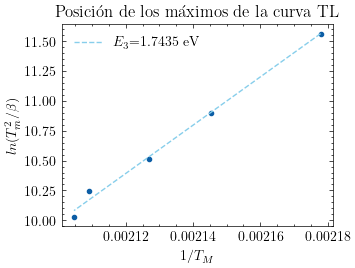 Posición de los máximos de la curva TL
E₃=1.7435 eV
ln(T_m^2/β)
11.50
11.25
11.00
10.75
10.50
10.25
10.00
0.00212 0.00214 0.00216 0.00218
1/T_M